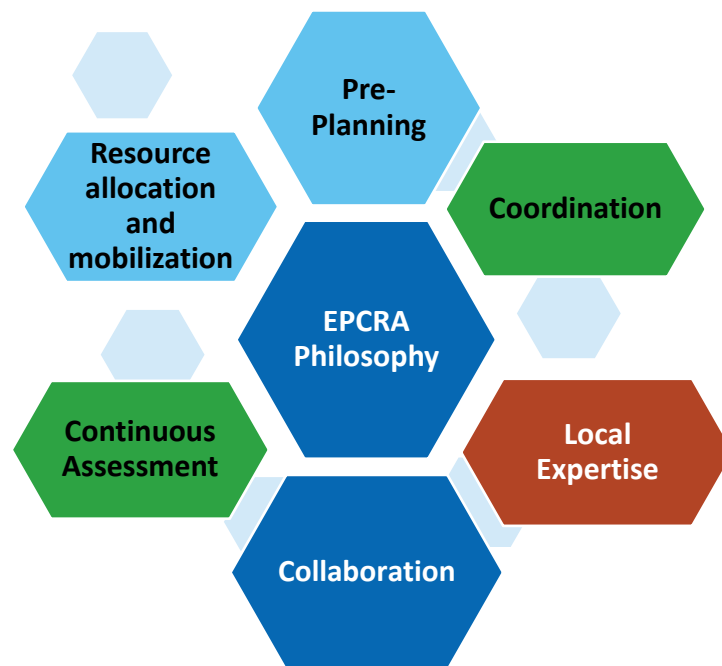 Pre-
Planning
Resource
allocation
and
mobilization
Coordination
EPCRA
Philosophy
Continuous
Assessment
Local
Expertise
Collaboration